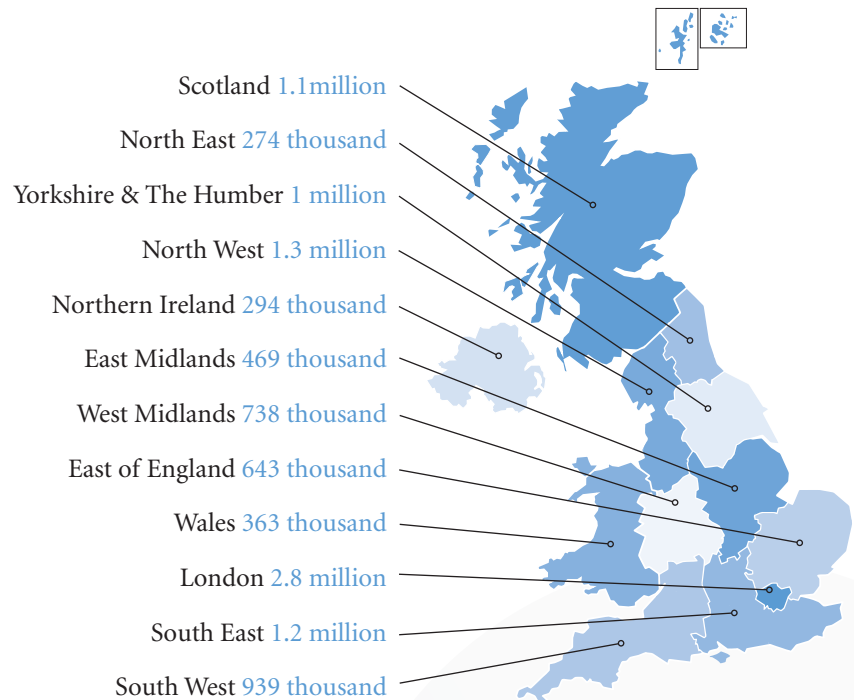 Scotland 1.1million
North East 274 thousand
Yorkshire & The Humber 1 million
North West 1.3 million
Northern Ireland 294 thousand
East Midlands 469 thousand
West Midlands 738 thousand
East of England 643 thousand
Wales 363 thousand
London 2.8 million
South East 1.2 million
South West 939 thousand